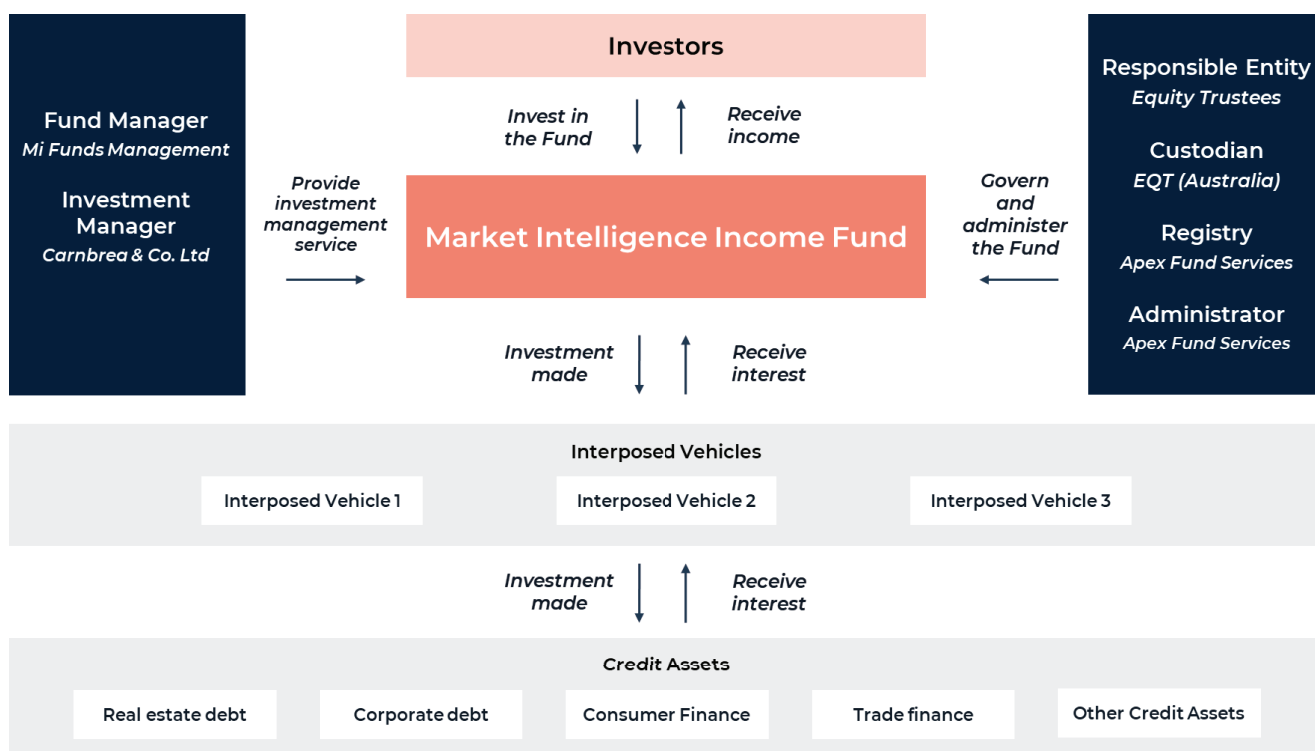 Investors
Fund Manager
Mi Funds Management
Investment
Manager
Carnbrea & Co. Ltd
Responsible Entity
Equity Trustees
Custodian
EQT (Australia)
Registry
Apex Fund Services
Administrator
Apex Fund Services
Invest in
the Fund
Receive
income
Provide
investment
management
service
Market Intelligence Income Fund
Govern
and
administer
the Fund
Investment
made
Receive
interest
Interposed Vehicles
Interposed Vehicle 1
Interposed Vehicle 2
Interposed Vehicle 3
Investment
made
Receive
interest
Credit Assets
Real estate debt
Corporate debt
Consumer Finance
Trade finance
Other Credit Assets